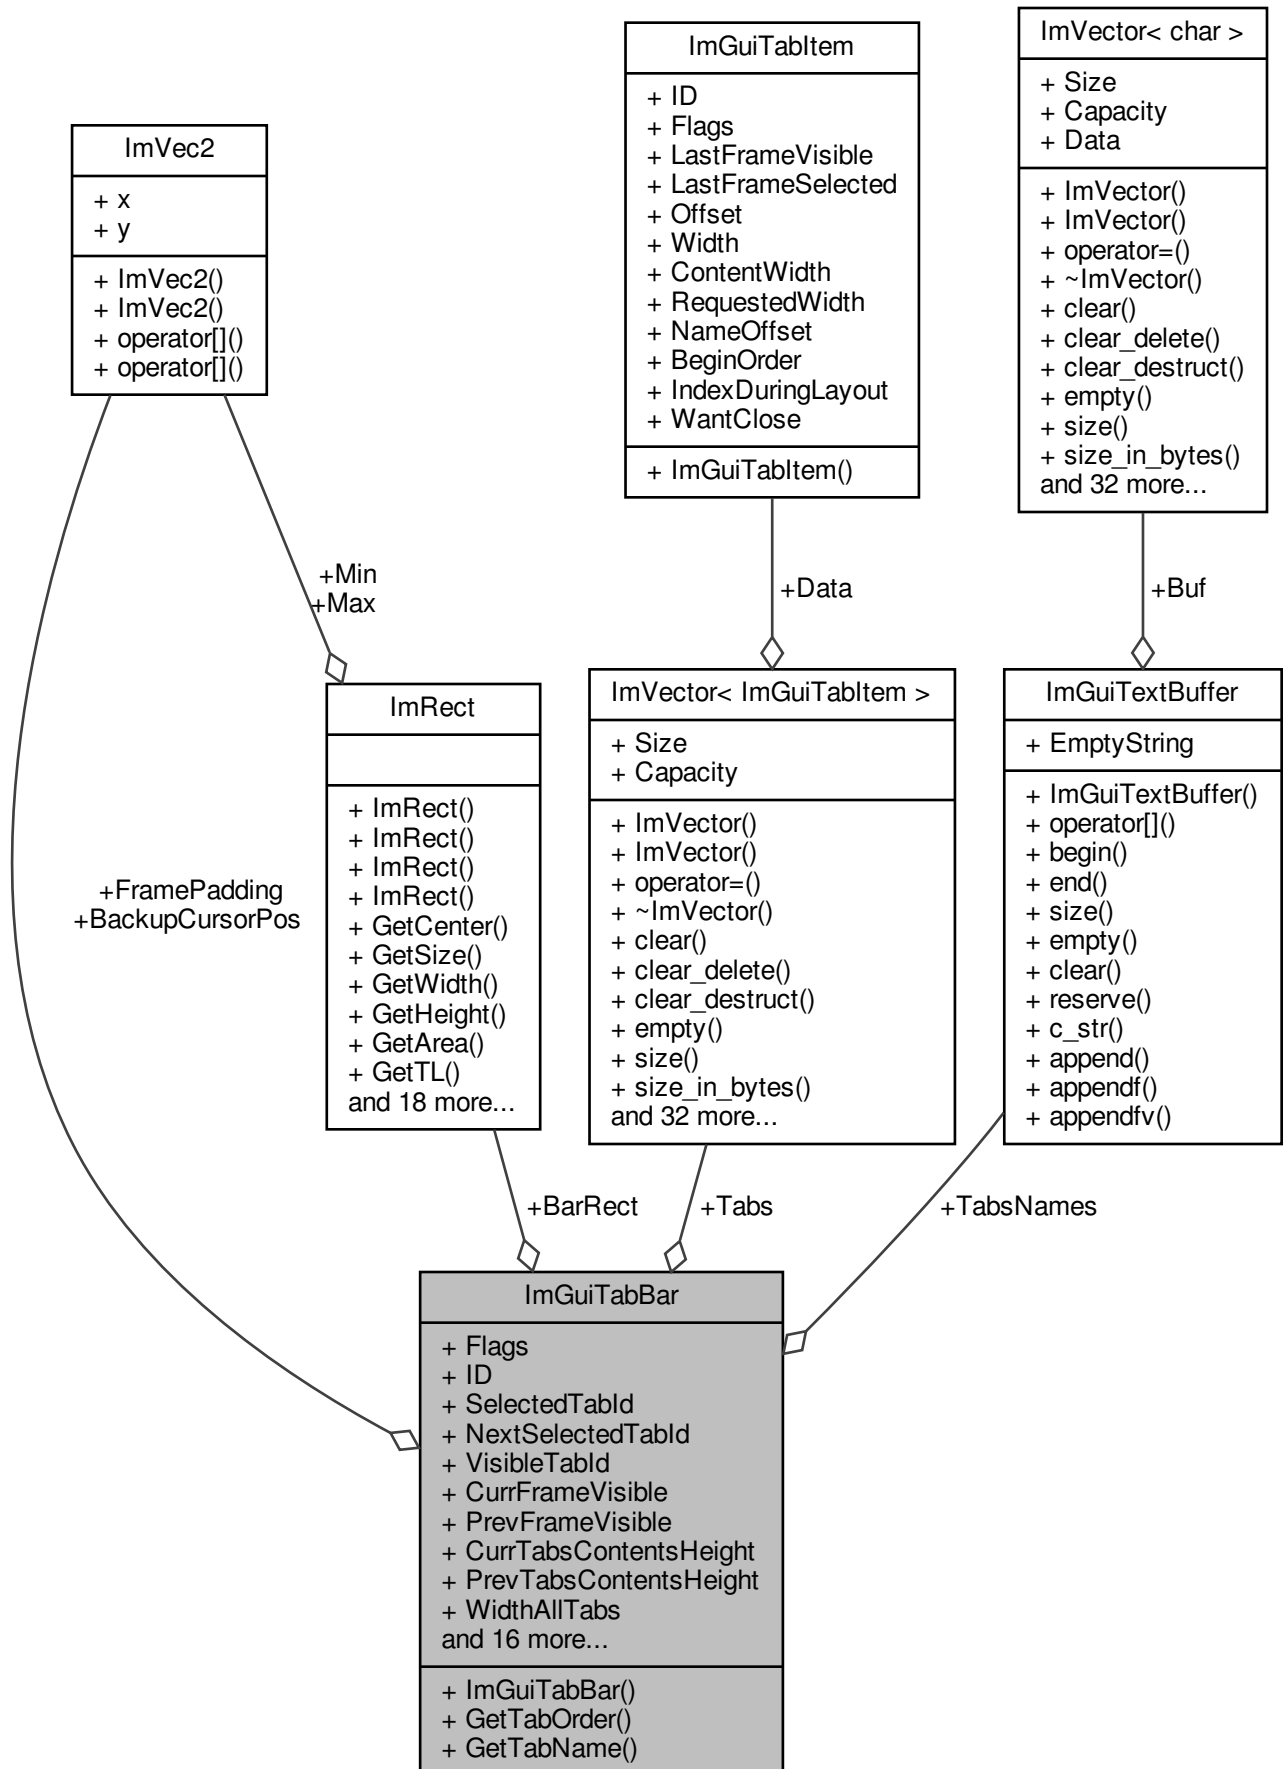 ImVec2
+ x
+ y
+ ImVec2()
+ ImVec2()
+ operator[]()
+ operator[]()
ImGuiTabItem
+ ID
+ Flags
+ LastFrameVisible
+ LastFrameSelected
+ Offset
+ Width
+ ContentWidth
+ RequestedWidth
+ NameOffset
+ BeginOrder
+ IndexDuringLayout
+ WantClose
+ ImGuiTabItem()
ImVector< char >
+ Size
+ Capacity
+ Data
+ ImVector()
+ ImVector()
+ operator=()
+ ~ImVector()
+ clear()
+ clear_delete()
+ clear_destruct()
+ empty()
+ size()
+ size_in_bytes()
and 32 more...
+Min
+Max
+Data
+Buf
ImRect
+ ImRect()
+ ImRect()
+ ImRect()
+ ImRect()
+ GetCenter()
+ GetSize()
+ GetWidth()
+ GetHeight()
+ GetArea()
+ GetTL()
and 18 more...
ImVector< ImGuiTabItem >
+ Size
+ Capacity
+ ImVector()
+ ImVector()
+ operator=()
+ ~ImVector()
+ clear()
+ clear_delete()
+ clear_destruct()
+ empty()
+ size()
+ size_in_bytes()
and 32 more...
ImGuiTextBuffer
+ EmptyString
+ ImGuiTextBuffer()
+ operator[]()
+ begin()
+ end()
+ size()
+ empty()
+ clear()
+ reserve()
+ c_str()
+ append()
+ appendf()
+ appendfv()
+FramePadding
+BackupCursorPos
+BarRect
+Tabs
+TabsNames
ImGuiTabBar
+ Flags
+ ID
+ SelectedTabId
+ NextSelectedTabId
+ VisibleTabId
+ CurrFrameVisible
+ PrevFrameVisible
+ CurrTabsContentsHeight
+ PrevTabsContentsHeight
+ WidthAllTabs
and 16 more...
+ ImGuiTabBar()
+ GetTabOrder()
+ GetTabName()